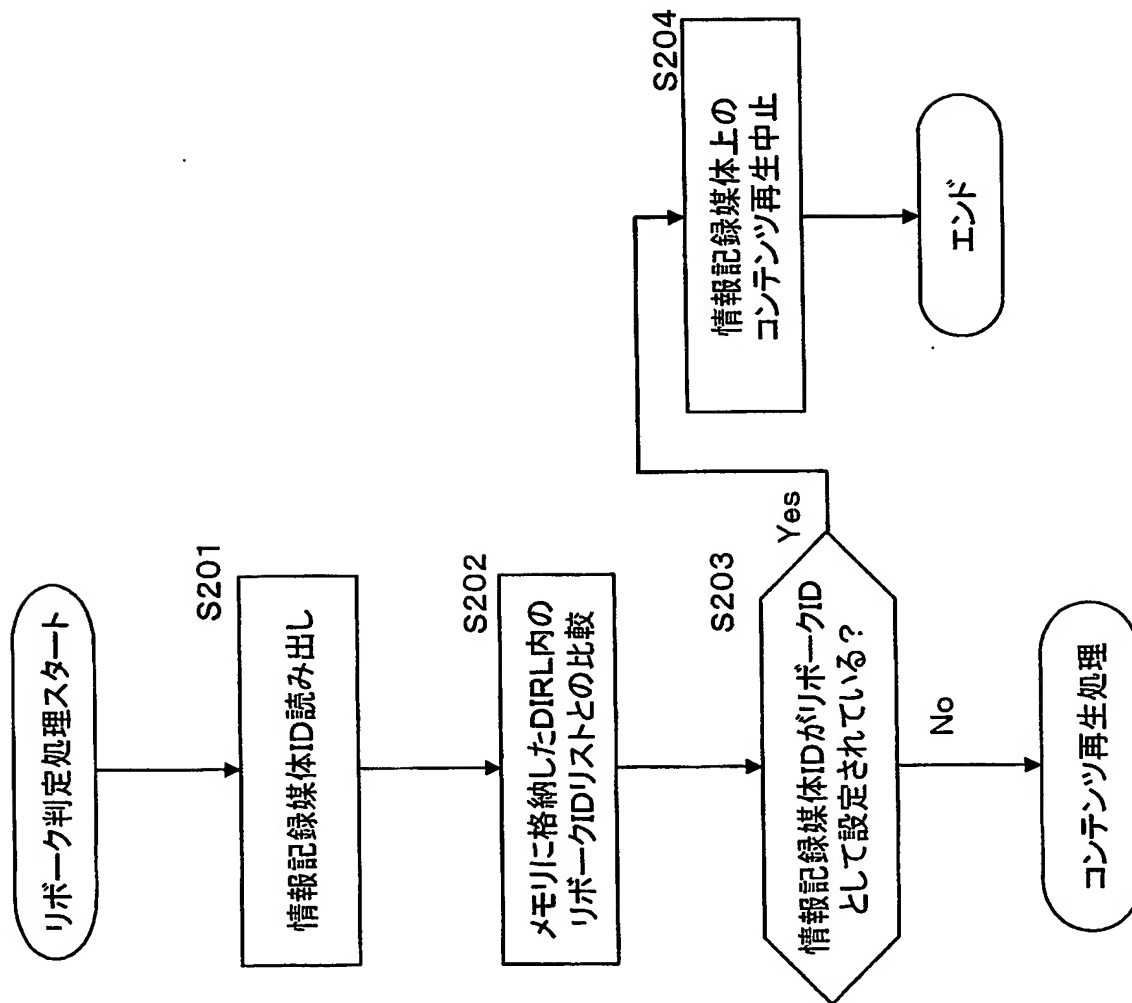 リボーク判定処理スタート
S201
情報記録媒体ID読み出し
S202
メモリに格納したDIRL内の
リボークIDリストとの比較
S203
情報記録媒体IDがリボークID
として設定されている?
Yes
No
S204
情報記録媒体上の
コンテンツ再生中止
エンド
コンテンツ再生処理